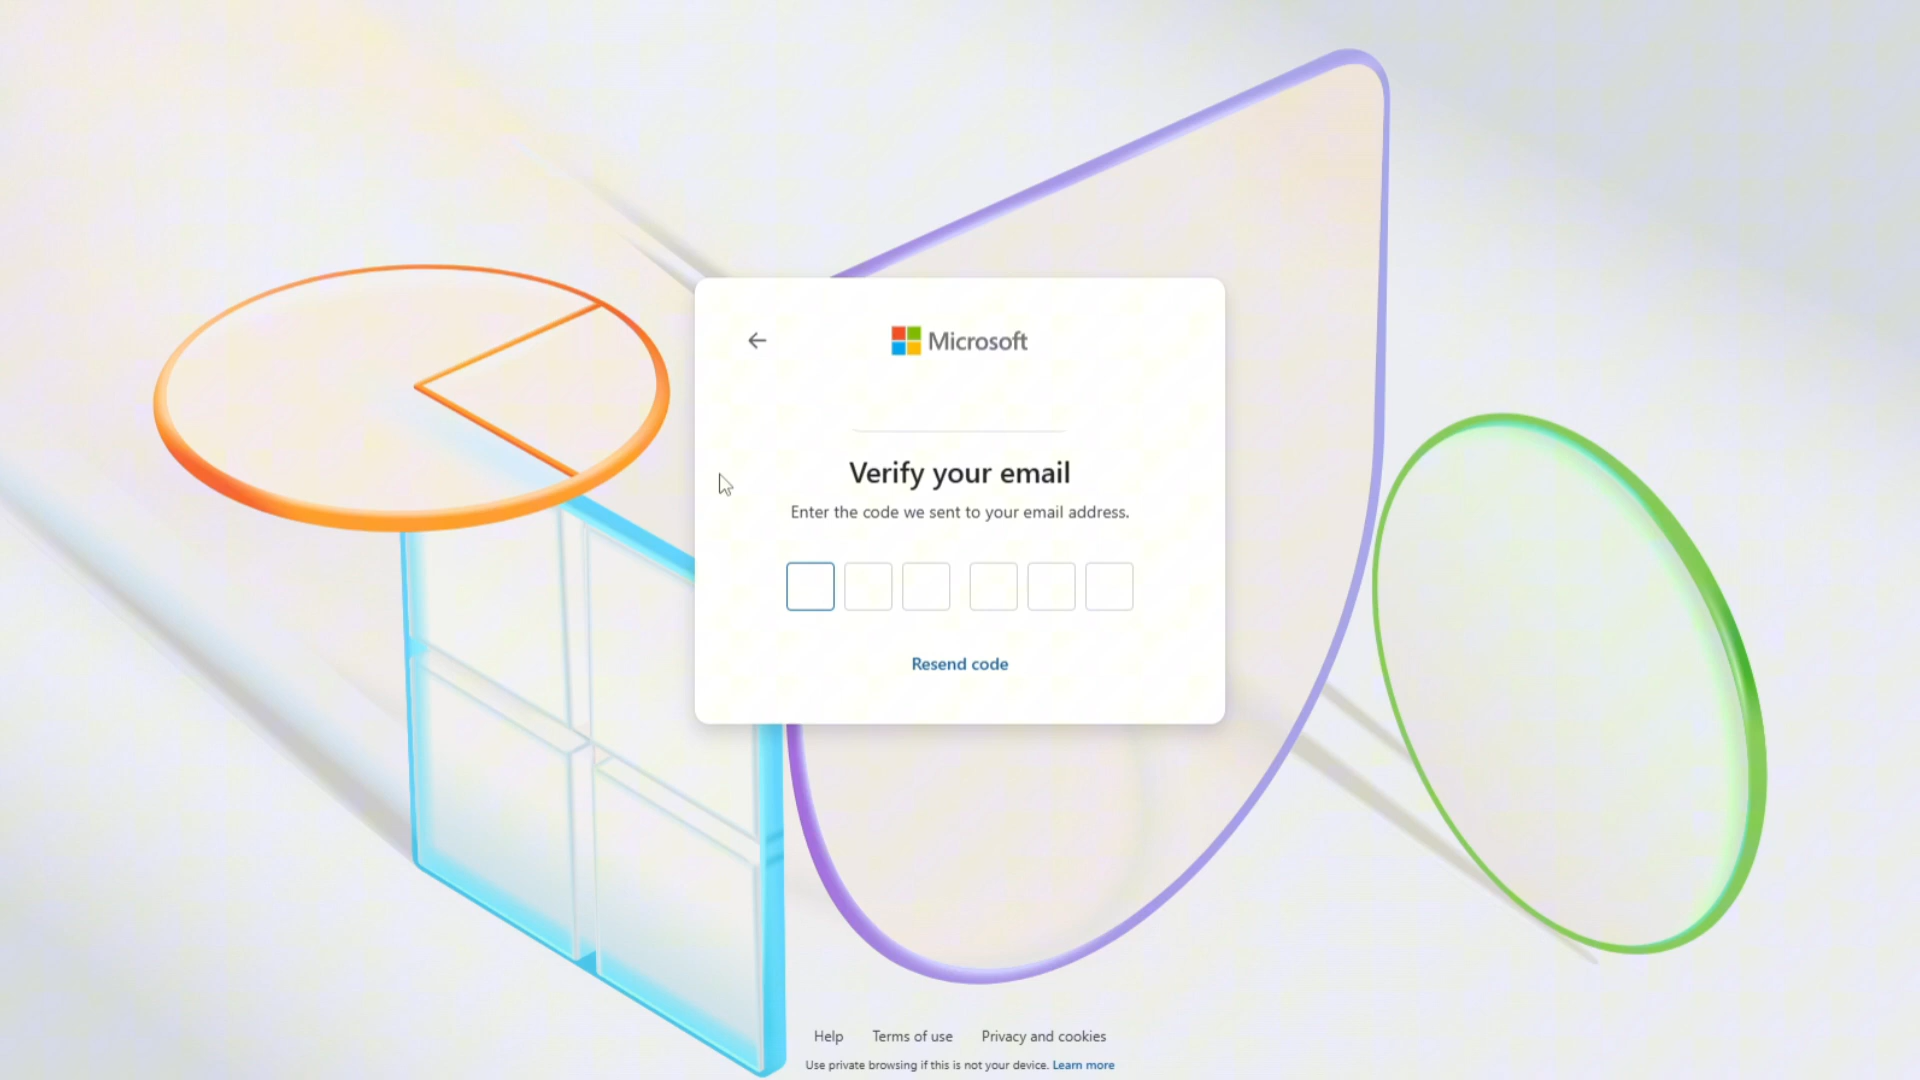 Microsoft
Verify your email
Enter the code we sent to your email address.
Resend code
Help Terms of use Privacy and cookies
Use private browsing if this is not your device. Learn more